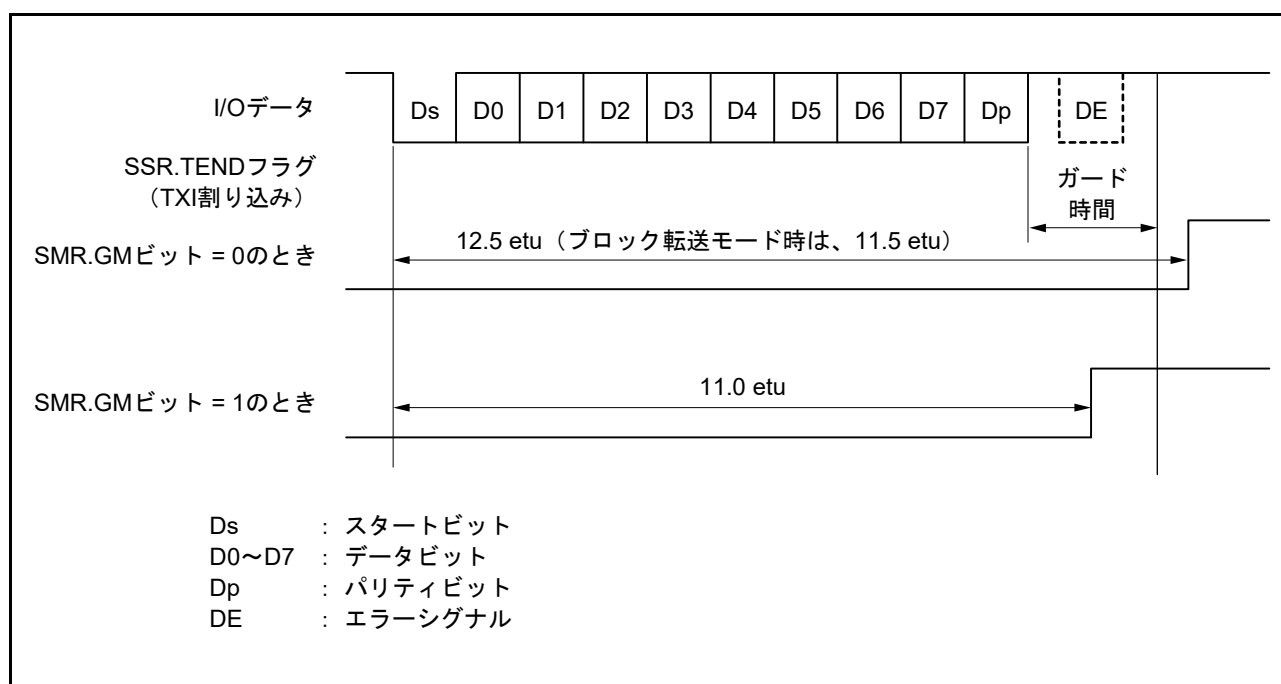 I/Oデータ
Ds D0 D1 D2 D3 D4 D5 D6 D7 Dp DE
SSR.TENDフラグ
（TXI割り込み）
ガード
時間
SMR.GMビット = 0のとき
12.5 etu（ブロック転送モード時は、11.5 etu）
SMR.GMビット = 1のとき
11.0 etu
Ds : スタートビット
D0～D7 : データビット
Dp : パリティビット
DE : エラーシグナル